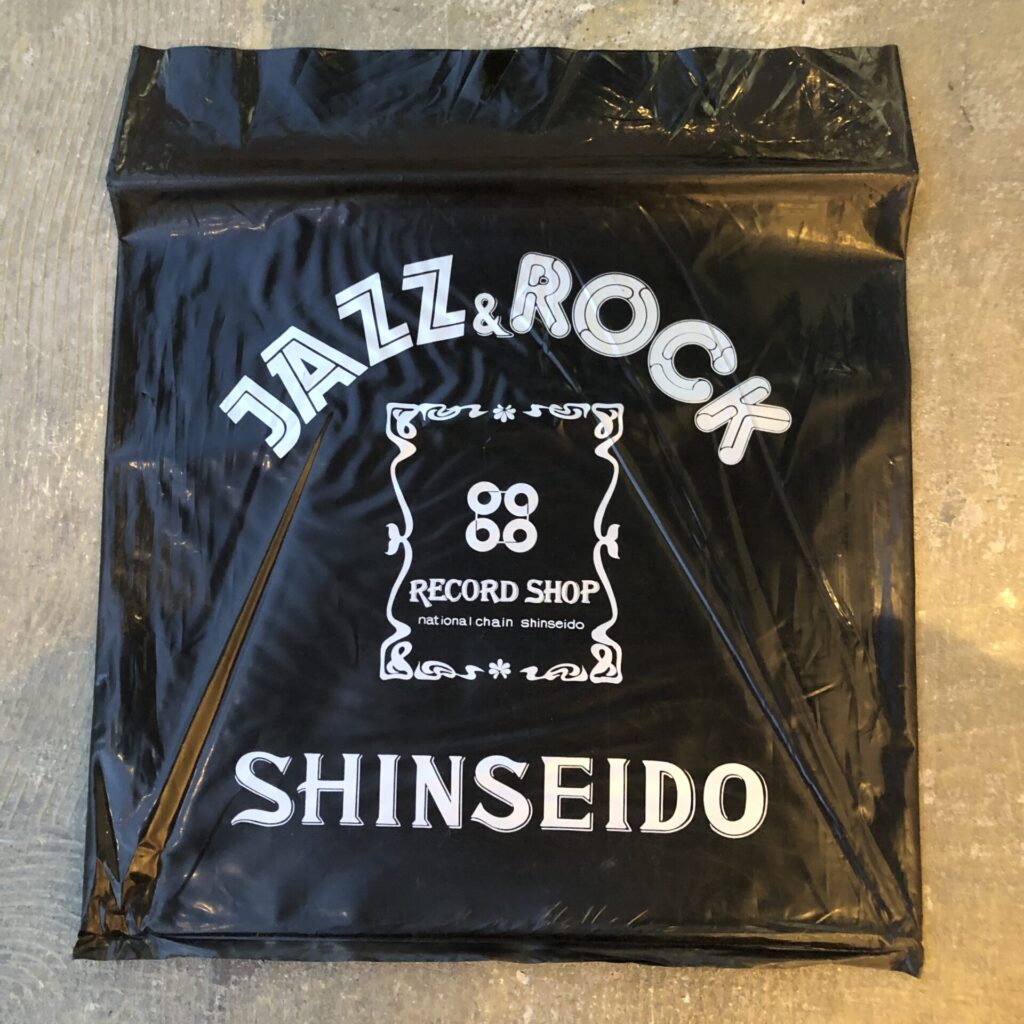 JAZZ & ROCK
RECORD SHOP
national chain shinseido
SHINSEIDO